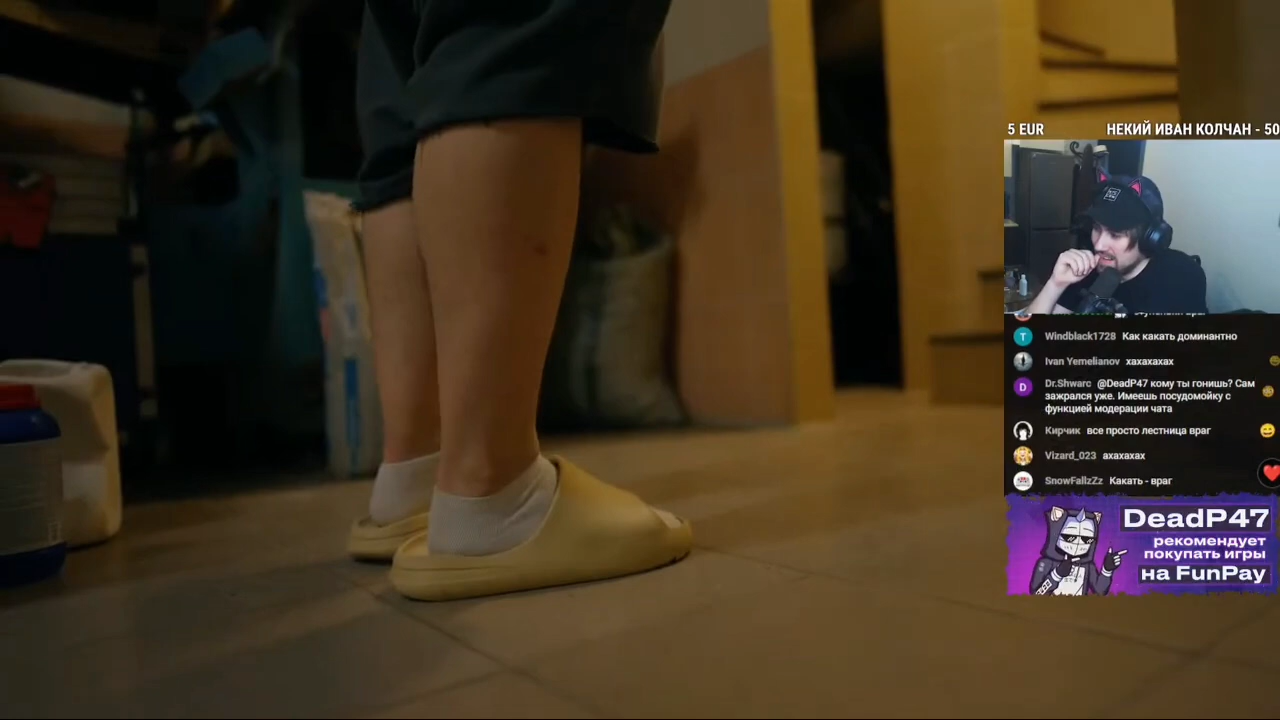 5 EUR НЕКИЙ ИВАН КОЛЧАН - 50
Windblack1728 Как какать доминантно
Ivan Yemelianov хахахахах
Dr.Shwarc @DeadP47 кому ты гонишь? Сам
зажрался уже. Имеешь посудомойку с
функцией модерации чата
Кирчик все просто лестница враг
Vizard_023 ахахахах
SnowFallzZz Какать - враг
DeadP47
рекомендует
покупать игры
на FunPay